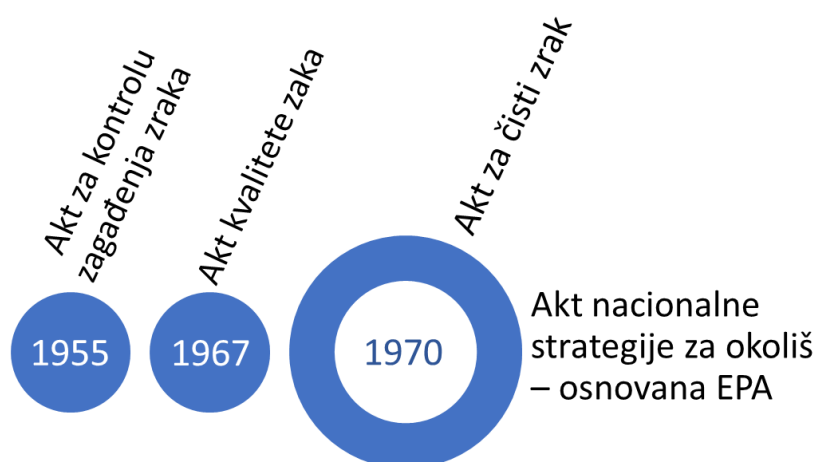 Akt za kontrolu
zagađenja zraka
Akt kvalitete zaka
Akt za čisti zrak
1955
1967
1970
Akt nacionalne
strategije za okoliš
– osnovana EPA